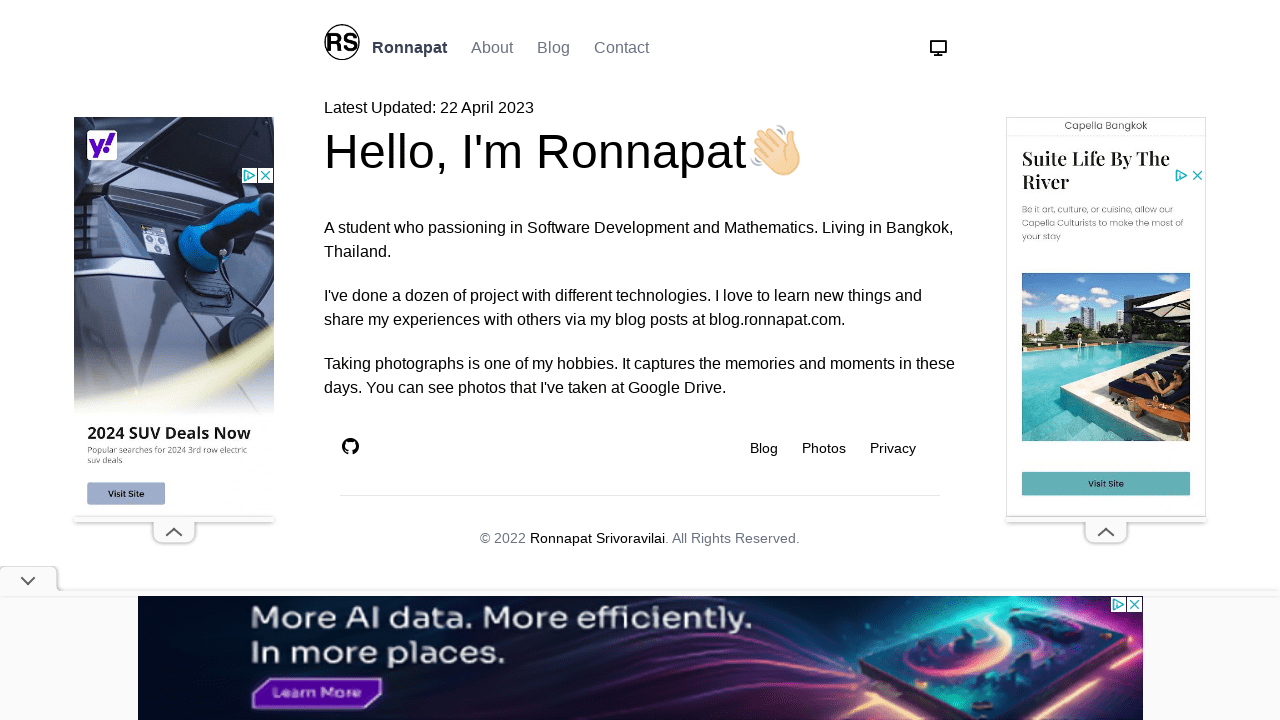 RS Ronnapat About Blog Contact
Latest Updated: 22 April 2023
Hello, I'm Ronnapat
A student who passioning in Software Development and Mathematics. Living in Bangkok,
Thailand.
I've done a dozen of project with different technologies. I love to learn new things and
share my experiences with others via my blog posts at blog.ronnapat.com.
Taking photographs is one of my hobbies. It captures the memories and moments in these
days. You can see photos that I've taken at Google Drive.
Blog Photos Privacy
© 2022 Ronnapat Srivoravilai. All Rights Reserved.
y!
2024 SUV Deals Now
Popular searches for 2024 3rd row electric
suv deals
Visit Site
Capella Bangkok
Suite Life By The
River
Be it art, culture, or cuisine, allow our
Capella Culturists to make the most of
your stay
Visit Site
More AI data. More efficiently.
In more places.
Learn More